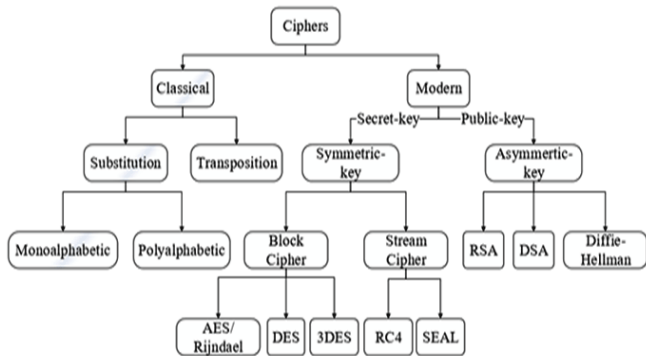 Ciphers
Classical
Modern
Secret-key
Public-key
Substitution
Transposition
Symmetric-
key
Asymmertic-
key
Monoalphabetic
Polyalphabetic
Block
Cipher
Stream
Cipher
RSA
DSA
Diffie-
Hellman
AES/
Rijndael
DES
3DES
RC4
SEAL